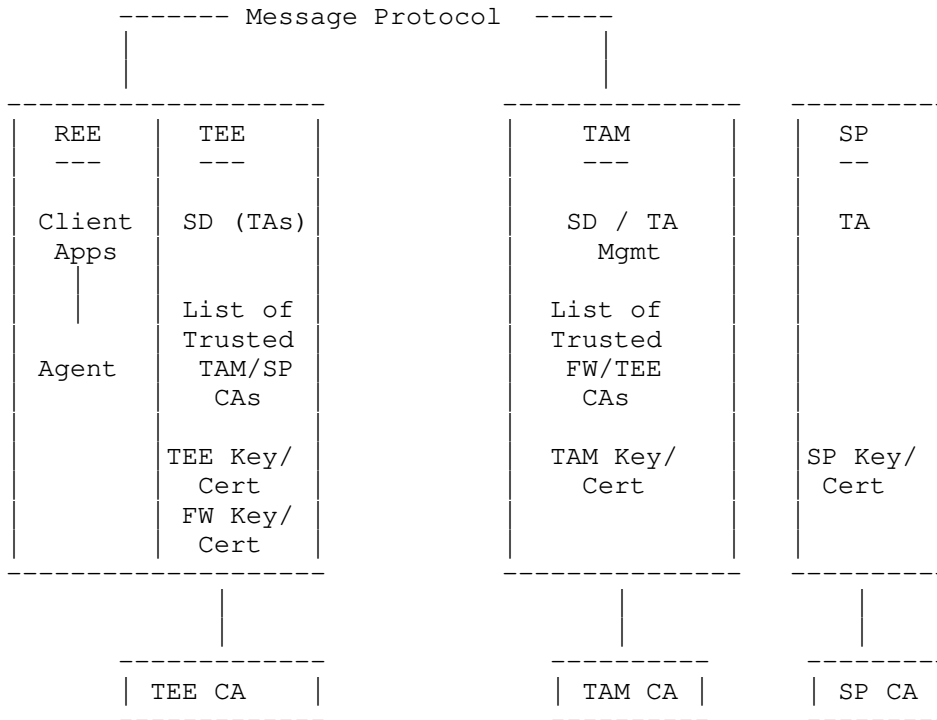 Message Protocol
REE TEE TAM SP
Client SD (TAs) SD / TA TA
Apps Mgmt
List of List of
Trusted Trusted
Agent TAM/SP FW/TEE
CAs CAs
TEE Key/ TAM Key/ SP Key/
Cert Cert Cert
FW Key/
Cert
TEE CA TAM CA SP CA